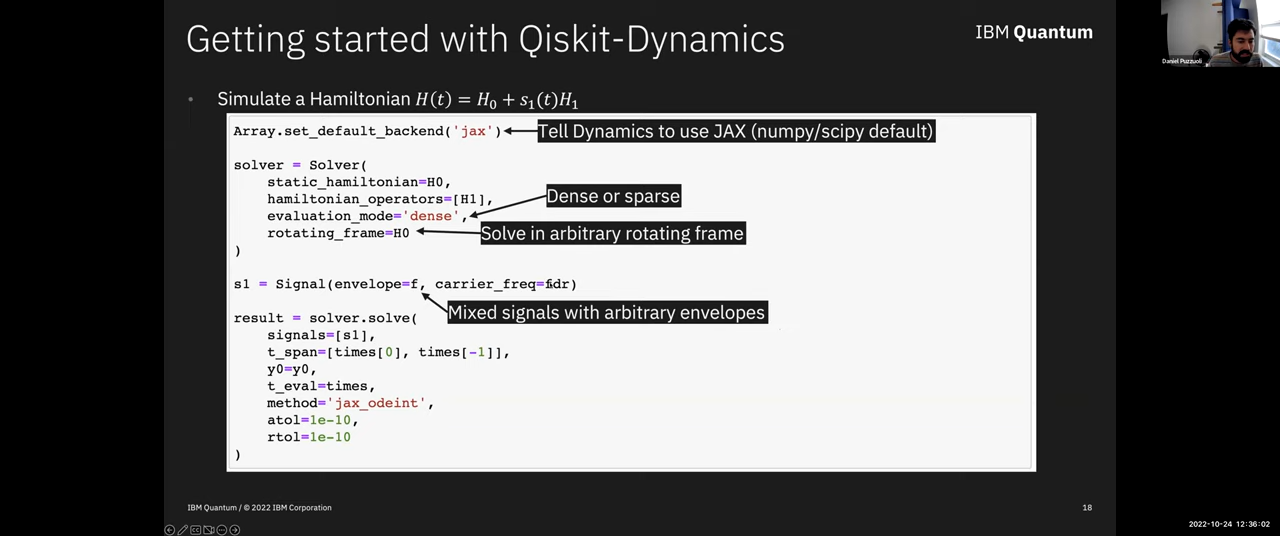 Getting started with Qiskit-Dynamics
IBM Quantum
Daniel Puzzuoli
• Simulate a Hamiltonian H(t) = H₀ + s₁(t)H₁
Array.set_default_backend('jax')
Tell Dynamics to use JAX (numpy/scipy default)
solver = Solver(
static_hamiltonian=H0,
hamiltonian_operators=[H1],
evaluation_mode='dense',
Dense or sparse
rotating_frame=H0
Solve in arbitrary rotating frame
)
s1 = Signal(envelope=f, carrier_freq=fdr)
Mixed signals with arbitrary envelopes
result = solver.solve(
signals=[s1],
t_span=[times[0], times[-1]],
y0=y0,
t_eval=times,
method='jax_odeint',
atol=1e-10,
rtol=1e-10
)
IBM Quantum / © 2022 IBM Corporation
18
2022-10-24 12:36:02